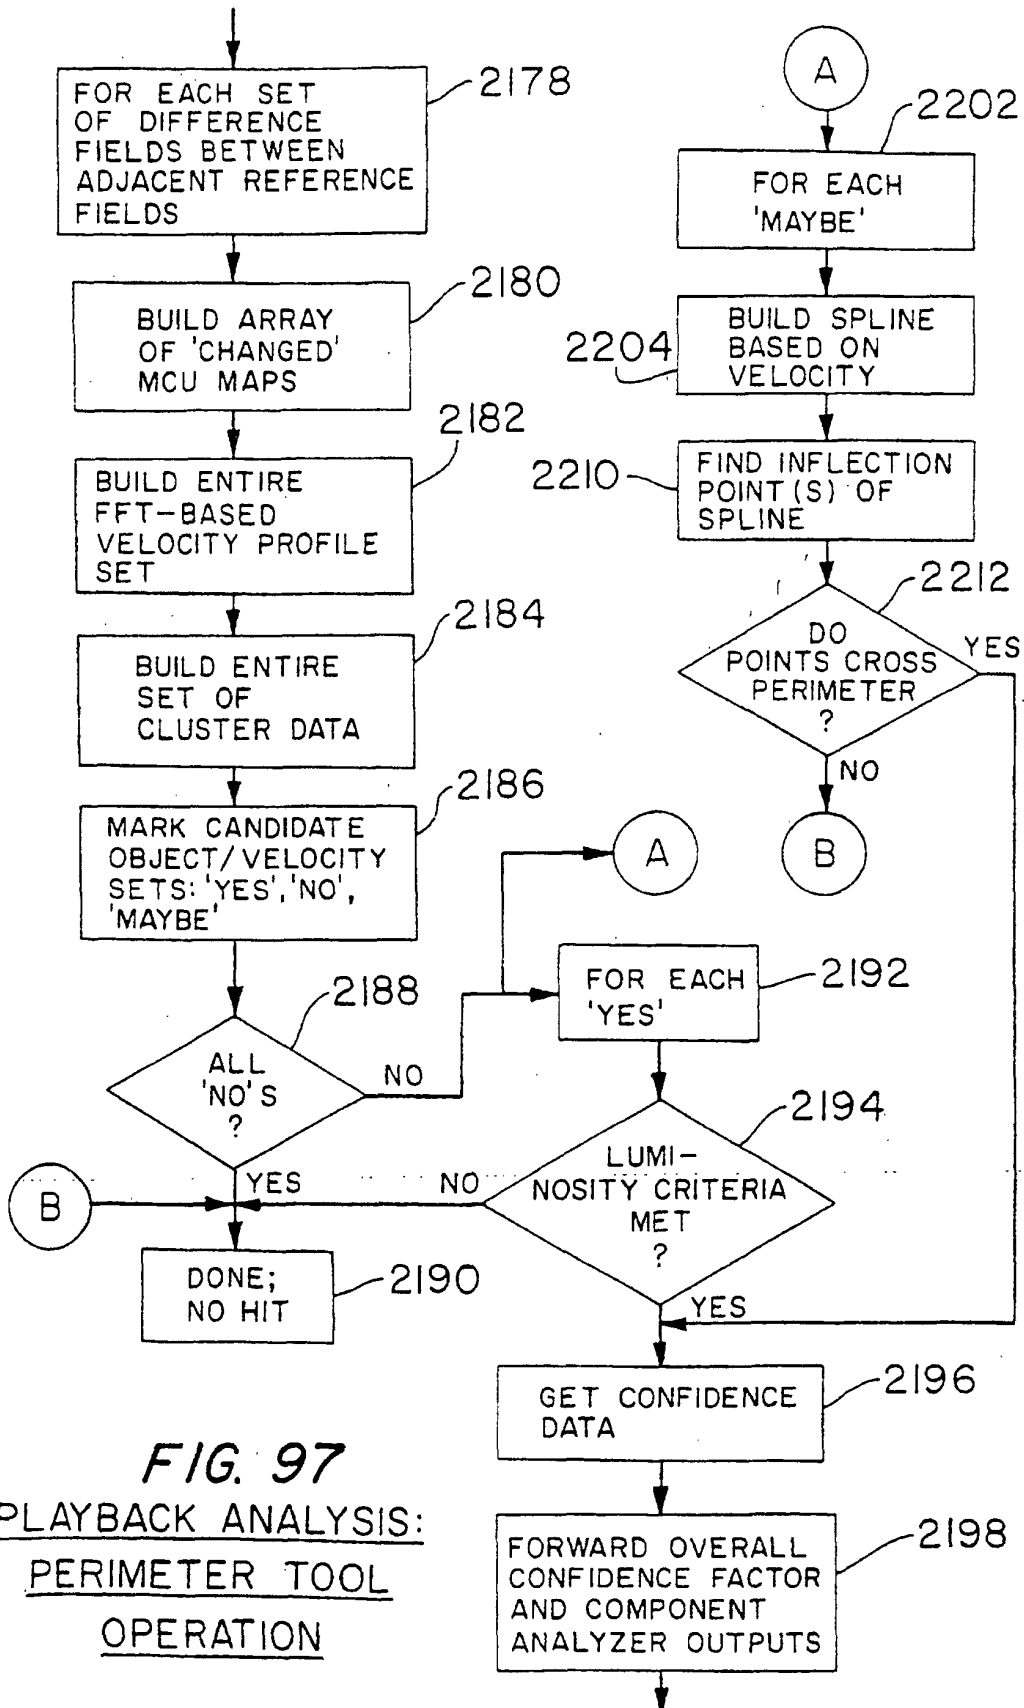 FOR EACH SET
OF DIFFERENCE
FIELDS BETWEEN
ADJACENT REFERENCE
FIELDS
2178
BUILD ARRAY
OF 'CHANGED'
MCU MAPS
2180
BUILD ENTIRE
FFT-BASED
VELOCITY PROFILE
SET
2182
BUILD ENTIRE
SET OF
CLUSTER DATA
2184
MARK CANDIDATE
OBJECT/VELOCITY
SETS: 'YES', 'NO',
'MAYBE'
2186
ALL
'NO'S
?
2188
NO
YES
B
DONE;
NO HIT
2190
A
2202
FOR EACH
'MAYBE'
BUILD SPLINE
BASED ON
VELOCITY
2204
FIND INFLECTION
POINT(S) OF
SPLINE
2210
DO
POINTS CROSS
PERIMETER
?
2212
YES
NO
B
A
FOR EACH
'YES'
2192
LUMI-
NOSITY CRITERIA
MET
?
2194
NO
YES
GET CONFIDENCE
DATA
2196
FORWARD OVERALL
CONFIDENCE FACTOR
AND COMPONENT
ANALYZER OUTPUTS
2198
FIG. 97
PLAYBACK ANALYSIS:
PERIMETER TOOL
OPERATION